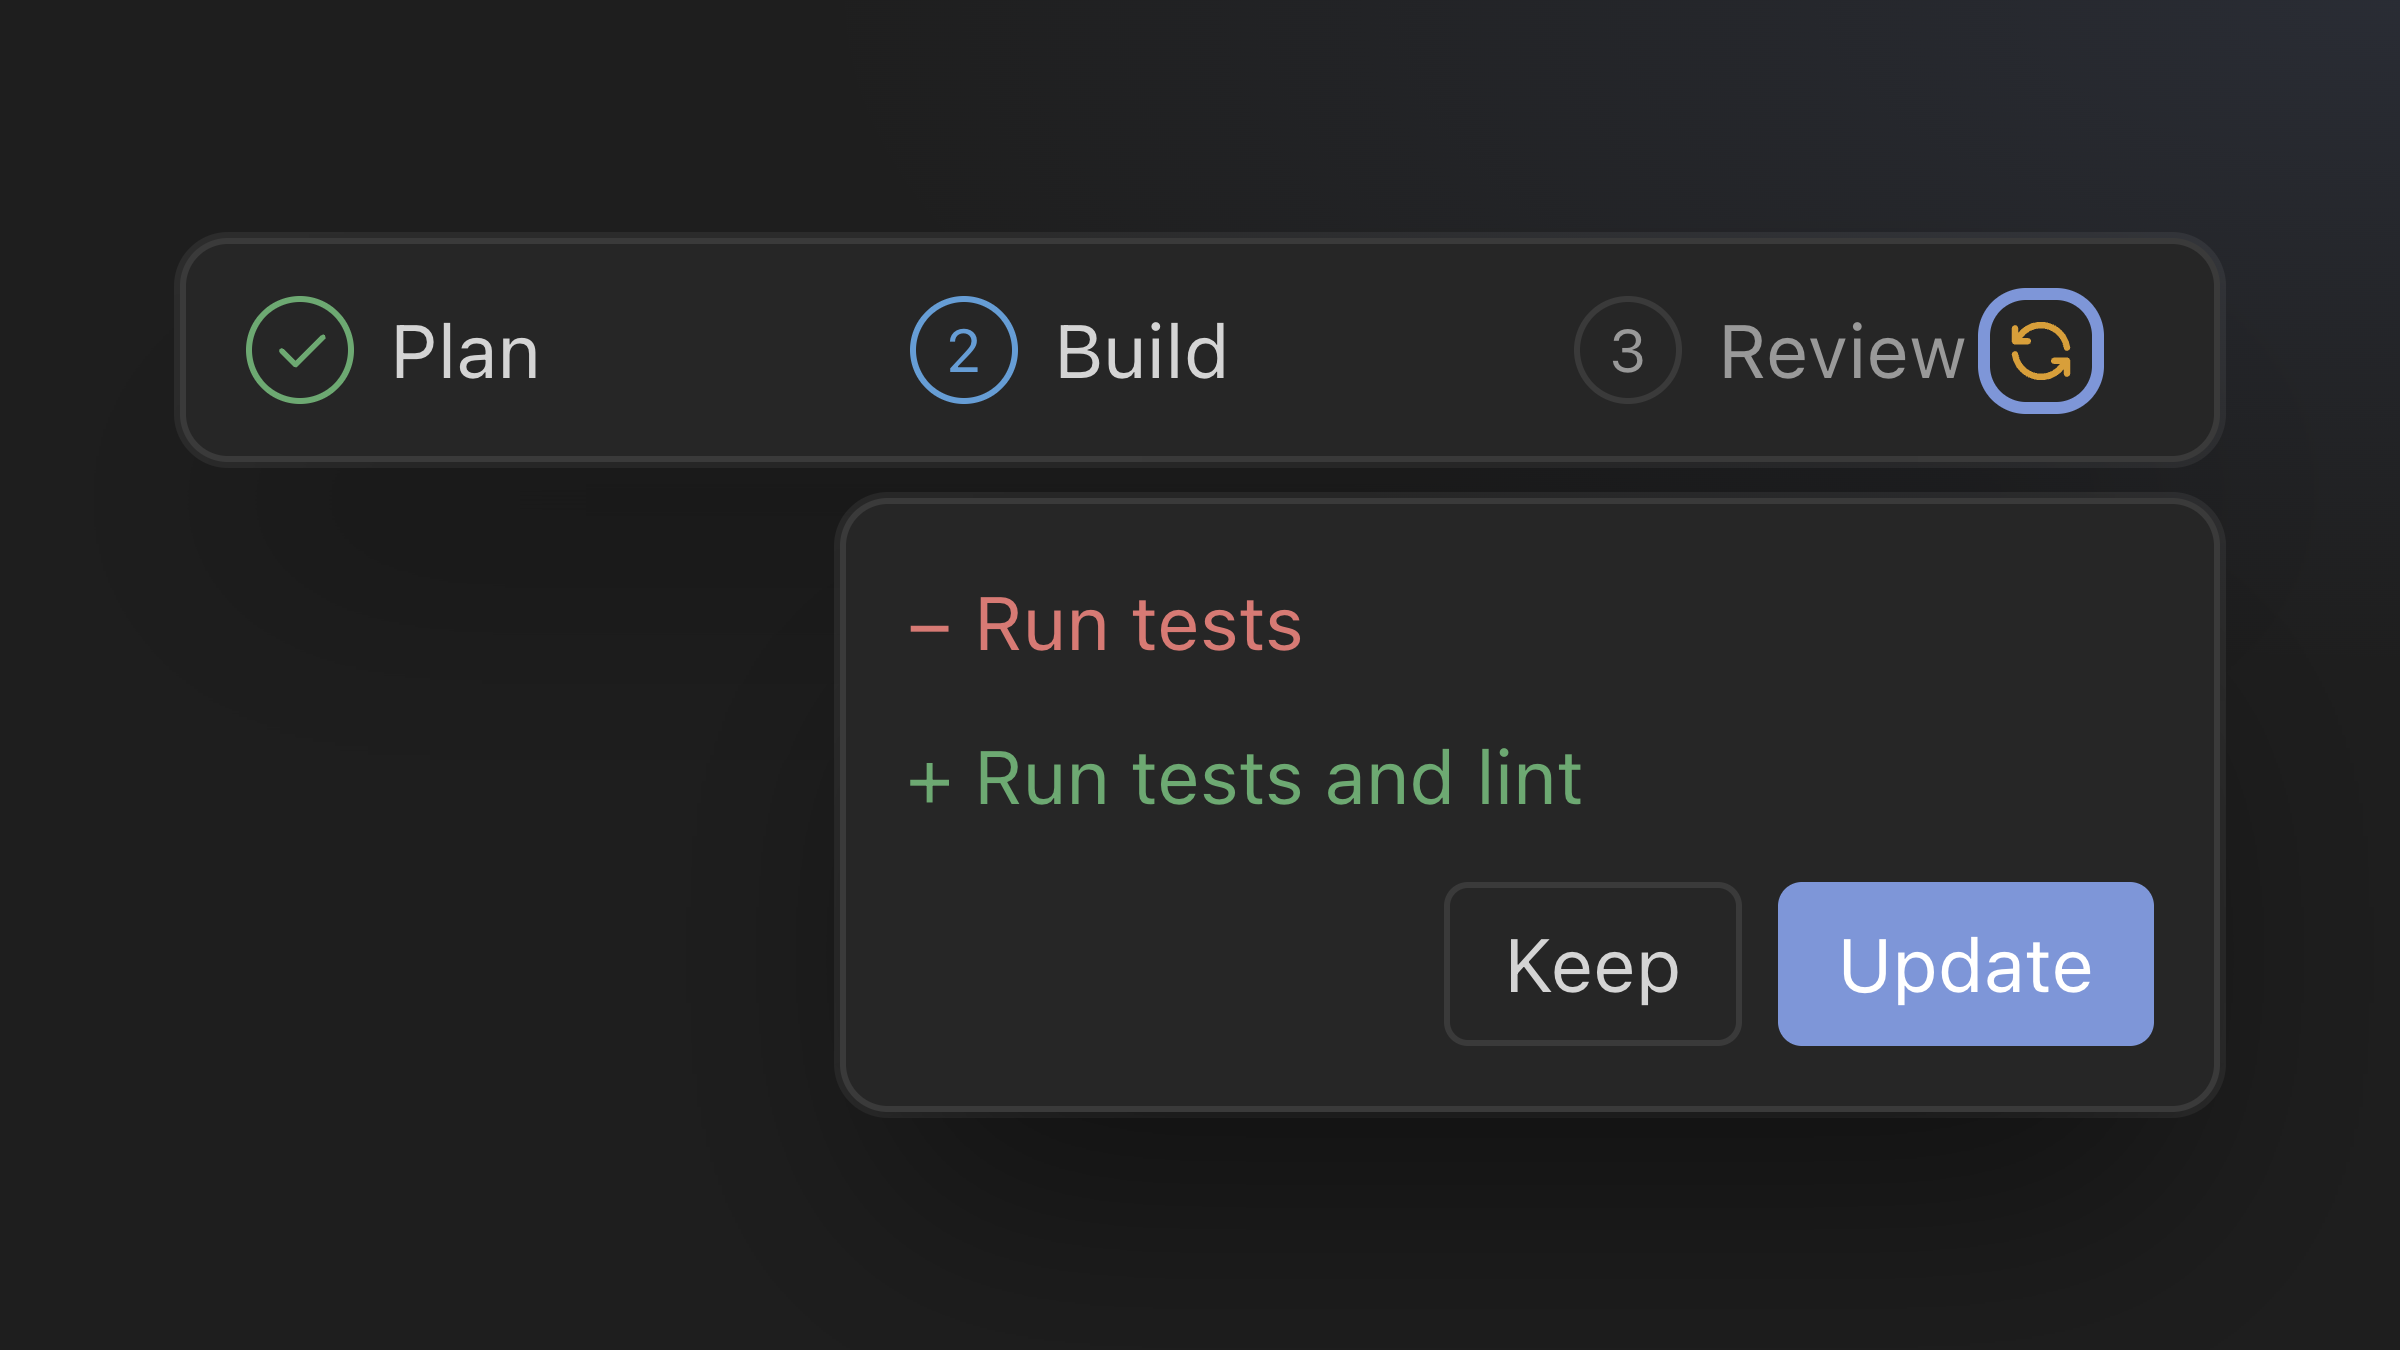 Plan
2 Build
3 Review
− Run tests
+ Run tests and lint
Keep
Update